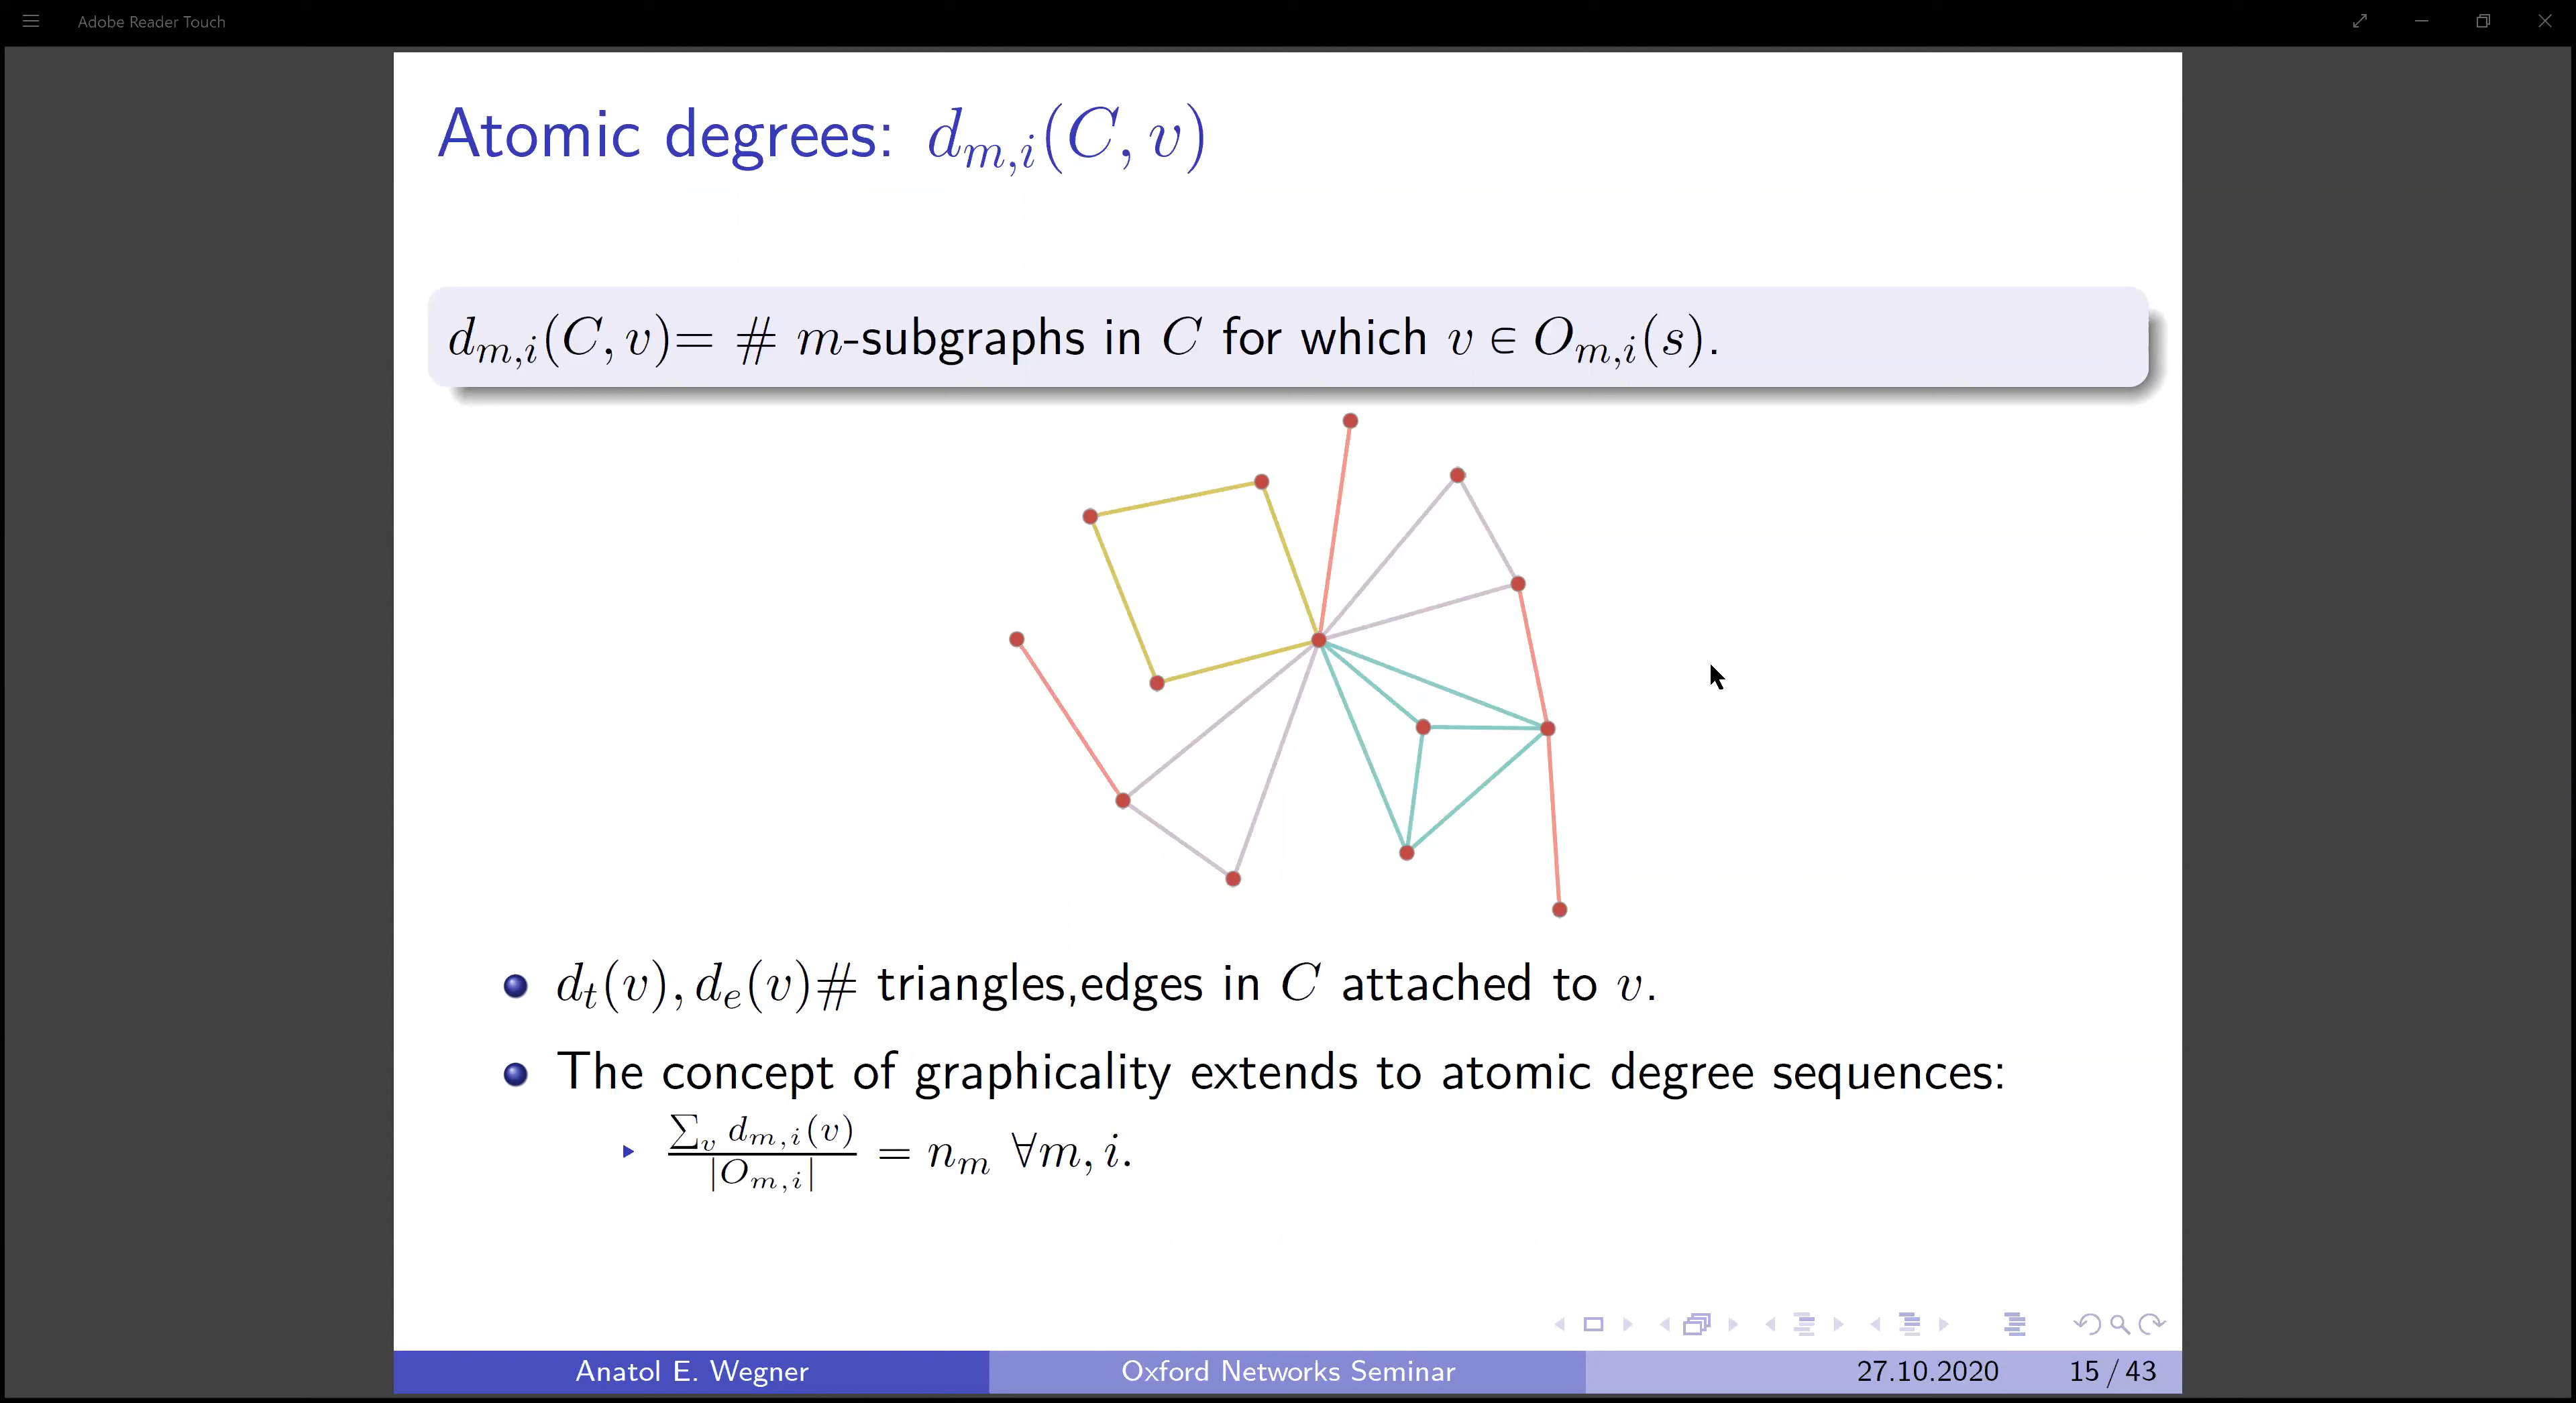 Adobe Reader Touch
Atomic degrees: d_{m,i}(C, v)
d_{m,i}(C, v)= # m-subgraphs in C for which v ∈ O_{m,i}(s).
d_t(v), d_e(v)# triangles,edges in C attached to v.
The concept of graphicality extends to atomic degree sequences:
\frac{\sum_v d_{m,i}(v)}{|O_{m,i}|} = n_m ∀m, i.
Anatol E. Wegner Oxford Networks Seminar 27.10.2020 15 / 43